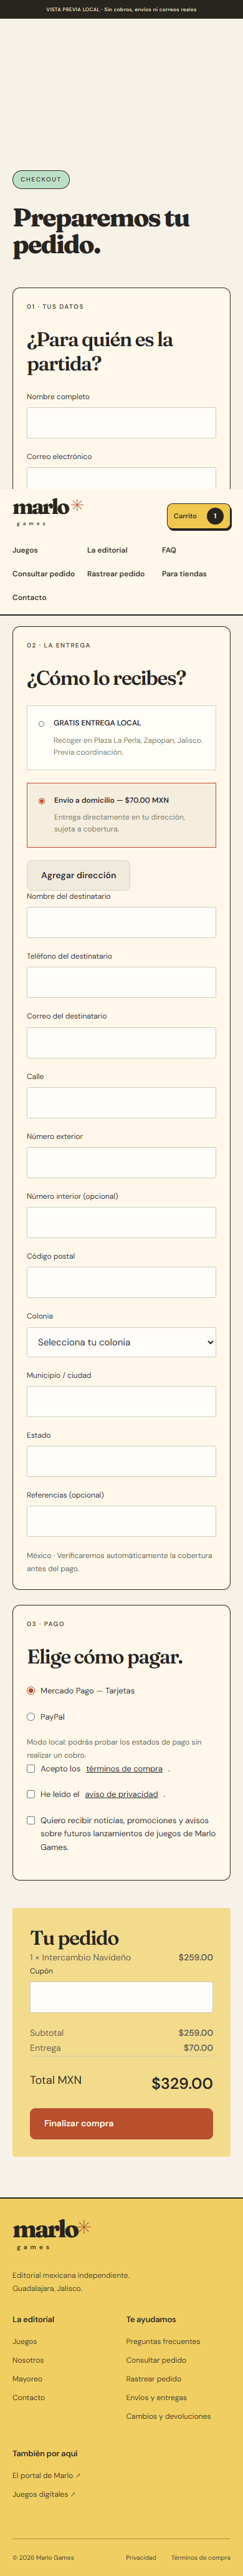 VISTA PREVIA LOCAL · Sin cobros, envíos ni correos reales
CHECKOUT
Preparemos tu
pedido.
01 · TUS DATOS
¿Para quién es la
partida?
Nombre completo
Correo electrónico
marlo
games
Carrito 1
Juegos La editorial FAQ
Consultar pedido Rastrear pedido Para tiendas
Contacto
02 · LA ENTREGA
¿Cómo lo recibes?
GRATIS ENTREGA LOCAL
Recoger en Plaza La Perla, Zapopan, Jalisco.
Previa coordinación.
Envío a domicilio — $70.00 MXN
Entrega directamente en tu dirección,
sujeta a cobertura.
Agregar dirección
Nombre del destinatario
Teléfono del destinatario
Correo del destinatario
Calle
Número exterior
Número interior (opcional)
Código postal
Colonia
Selecciona tu colonia
Municipio / ciudad
Estado
Referencias (opcional)
México · Verificaremos automáticamente la cobertura
antes del pago.
03 · PAGO
Elige cómo pagar.
Mercado Pago — Tarjetas
PayPal
Modo local: podrás probar los estados de pago sin
realizar un cobro.
Acepto los términos de compra .
He leído el aviso de privacidad .
Quiero recibir noticias, promociones y avisos
sobre futuros lanzamientos de juegos de Marlo
Games.
Tu pedido
1 × Intercambio Navideño $259.00
Cupón
Subtotal $259.00
Entrega $70.00
Total MXN $329.00
Finalizar compra
marlo
games
Editorial mexicana independiente.
Guadalajara, Jalisco.
La editorial Te ayudamos
Juegos Preguntas frecuentes
Nosotros Consultar pedido
Mayoreo Rastrear pedido
Contacto Envíos y entregas
Cambios y devoluciones
También por aquí
El portal de Marlo ↗
Juegos digitales ↗
© 2026 Marlo Games Privacidad Términos de compra